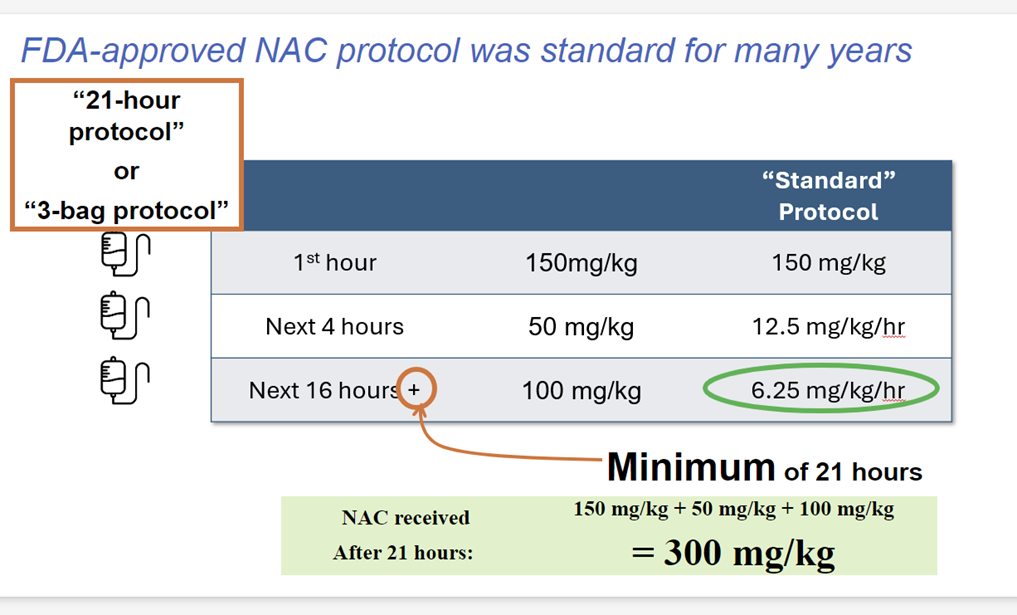 FDA-approved NAC protocol was standard for many years
“21-hour
protocol”
or
“3-bag protocol”
“Standard”
Protocol
1st hour 150mg/kg 150 mg/kg
Next 4 hours 50 mg/kg 12.5 mg/kg/hr
Next 16 hours + 100 mg/kg 6.25 mg/kg/hr
Minimum of 21 hours
NAC received 150 mg/kg + 50 mg/kg + 100 mg/kg
After 21 hours: = 300 mg/kg